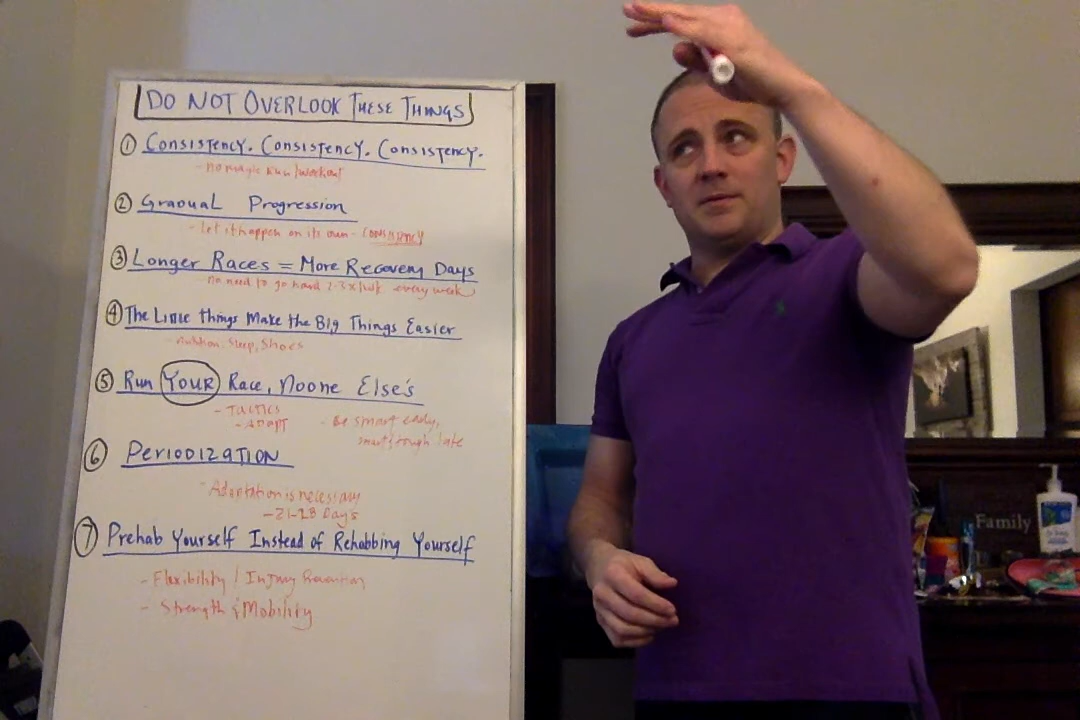 DO NOT OVERLOOK THESE THINGS
① CONSISTENCY. CONSISTENCY. CONSISTENCY.
- no magic run/workout
② GRADUAL PROGRESSION
- Let it happen on its own - CONSISTENCY
③ LONGER RACES = MORE RECOVERY DAYS
no need to go hard 2-3x/wk every week
④ The Little things Make the Big Things Easier
- nutrition, Sleep, Shoes
⑤ Run YOUR Race, Noone Else's
- TACTICS
- ADAPT
- Be smart early,
smart/tough late
⑥ PERIODIZATION
- Adaptation is necessary
- 21-28 Days
⑦ Prehab Yourself Instead of Rehabbing Yourself
- Flexibility / Injury Prevention
- Strength & Mobility
Family